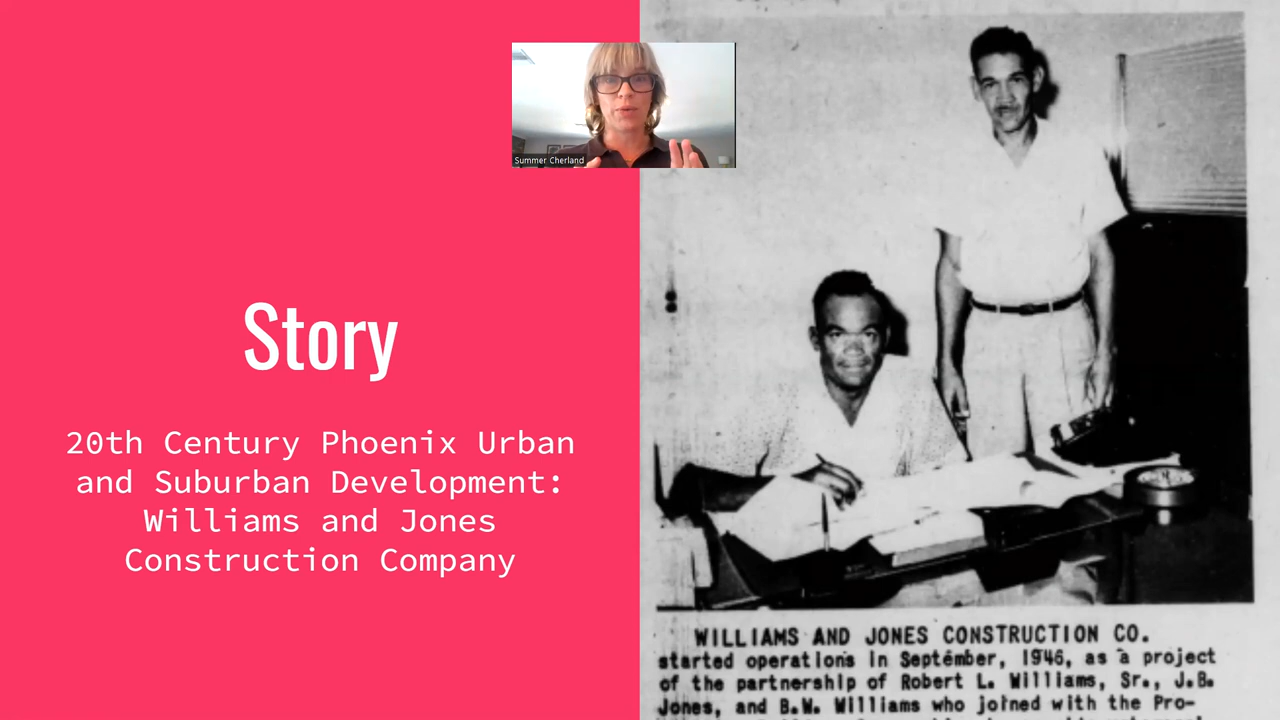 Summer Cherland
Story
20th Century Phoenix Urban
and Suburban Development:
Williams and Jones
Construction Company
WILLIAMS AND JONES CONSTRUCTION CO.
started operations in September, 1946, as a project
of the partnership of Robert L. Williams, Sr., J.B.
Jones, and B.W. Williams who joined with the Pro-